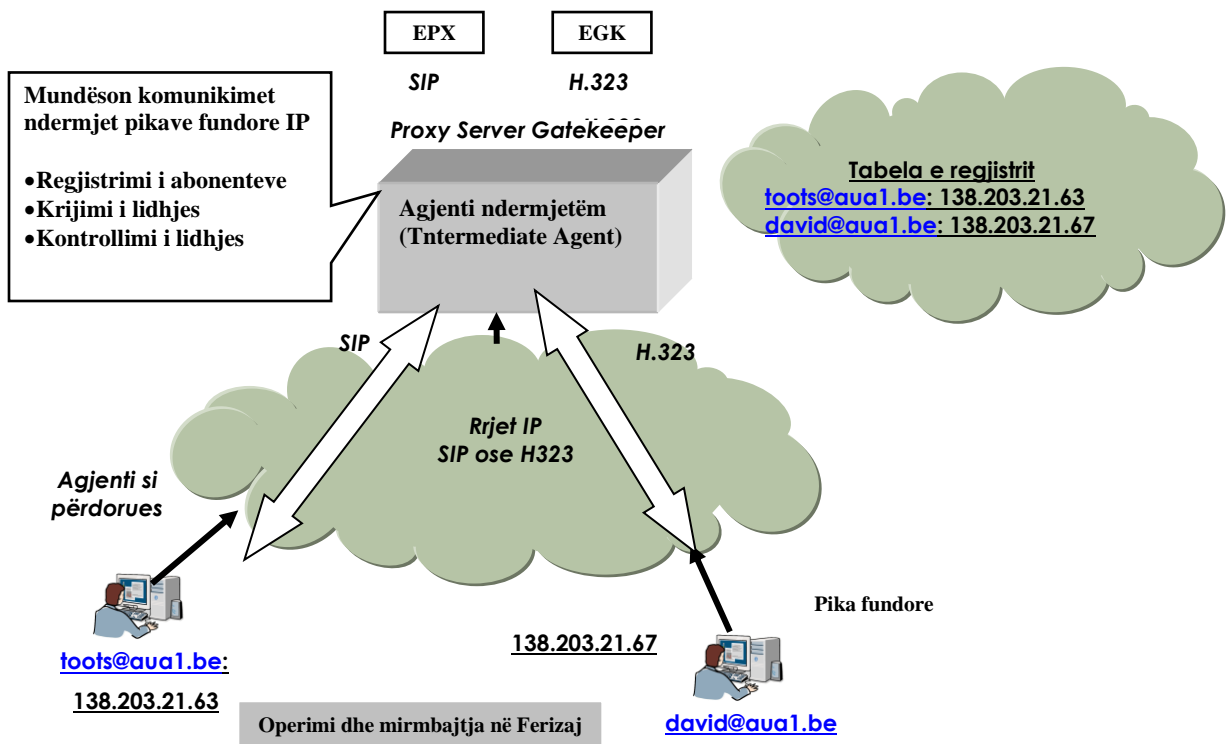 EPX
EGK
SIP
H.323
Mundëson komunikimet
ndermjet pikave fundore IP
•Regjistrimi i abonenteve
•Krijimi i lidhjes
•Kontrollimi i lidhjes
Proxy Server Gatekeeper
Agjenti ndermjetëm
(Tntermediate Agent)
Tabela e regjistrit
toots@aua1.be: 138.203.21.63
david@aua1.be: 138.203.21.67
SIP
H.323
Rrjet IP
SIP ose H323
Agjenti si
përdorues
Pika fundore
toots@aua1.be:
138.203.21.63
138.203.21.67
david@aua1.be
Operimi dhe mirmbajtja në Ferizaj